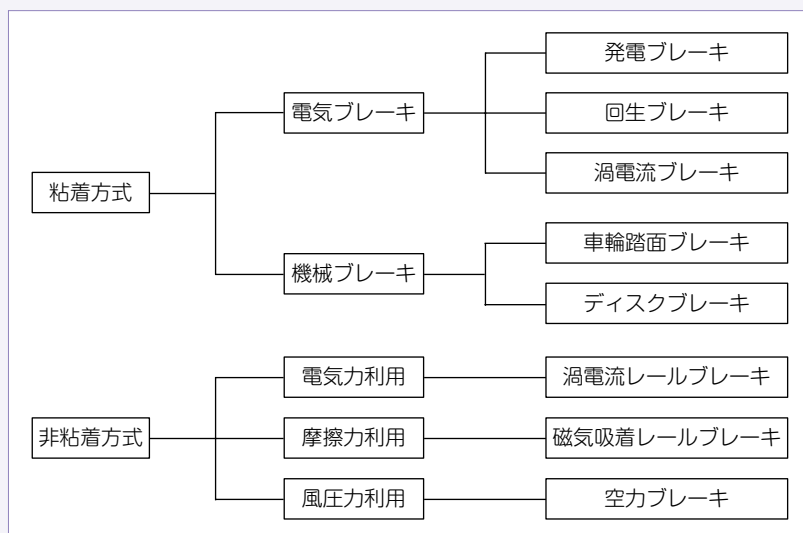 粘着方式
電気ブレーキ
発電ブレーキ
回生ブレーキ
渦電流ブレーキ
機械ブレーキ
車輪踏面ブレーキ
ディスクブレーキ
非粘着方式
電気力利用
渦電流レールブレーキ
摩擦力利用
磁気吸着レールブレーキ
風圧力利用
空力ブレーキ